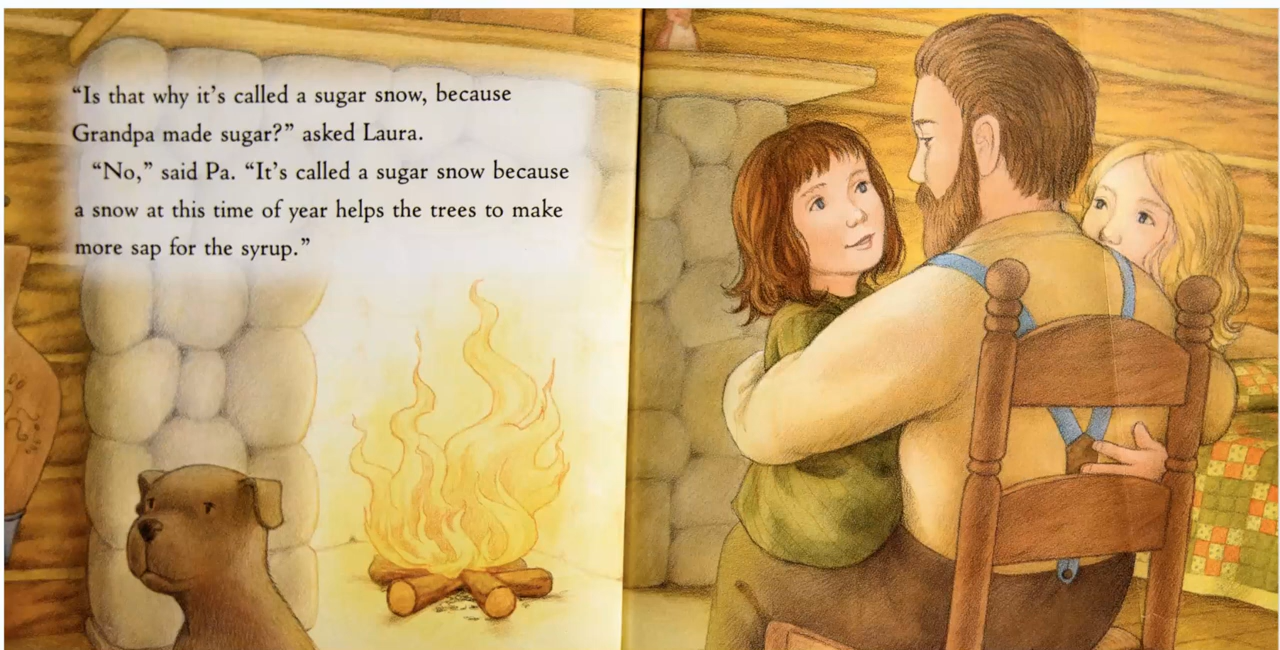 “Is that why it’s called a sugar snow, because
Grandpa made sugar?” asked Laura.
“No,” said Pa. “It’s called a sugar snow because
a snow at this time of year helps the trees to make
more sap for the syrup.”